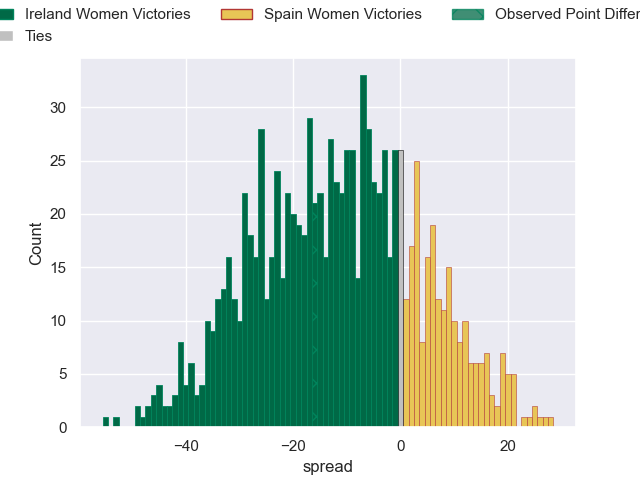 Ireland Women Victories
Spain Women Victories
Observed Point Differ
Ties
30
25
20
15
10
5
0
Count
−40
−20
0
20
spread